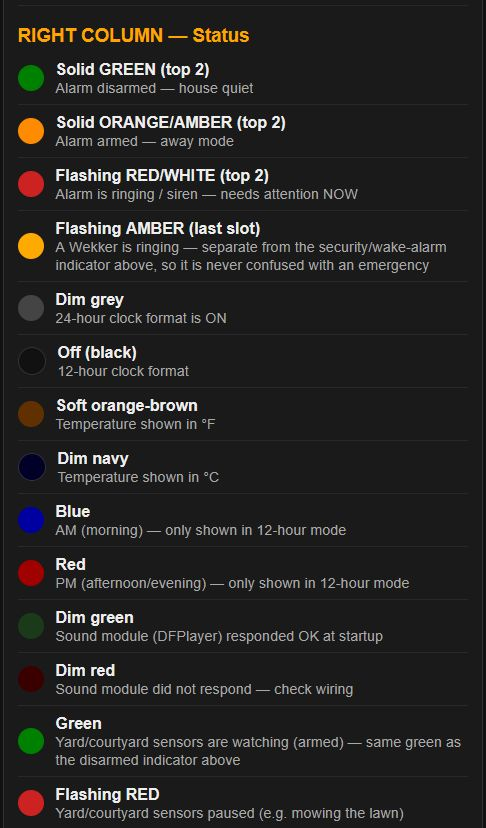 RIGHT COLUMN — Status
Solid GREEN (top 2)
Alarm disarmed — house quiet
Solid ORANGE/AMBER (top 2)
Alarm armed — away mode
Flashing RED/WHITE (top 2)
Alarm is ringing / siren — needs attention NOW
Flashing AMBER (last slot)
A Wekker is ringing — separate from the security/wake-alarm
indicator above, so it is never confused with an emergency
Dim grey
24-hour clock format is ON
Off (black)
12-hour clock format
Soft orange-brown
Temperature shown in °F
Dim navy
Temperature shown in °C
Blue
AM (morning) — only shown in 12-hour mode
Red
PM (afternoon/evening) — only shown in 12-hour mode
Dim green
Sound module (DFPlayer) responded OK at startup
Dim red
Sound module did not respond — check wiring
Green
Yard/courtyard sensors are watching (armed) — same green as
the disarmed indicator above
Flashing RED
Yard/courtyard sensors paused (e.g. mowing the lawn)